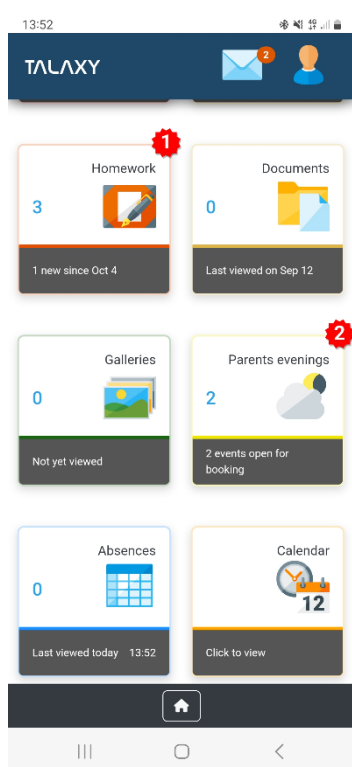 13:52
TALAXY
2
1
Homework
3
1 new since Oct 4
Documents
0
Last viewed on Sep 12
Galleries
0
Not yet viewed
2
Parents evenings
2
2 events open for
booking
Absences
0
Last viewed today 13:52
Calendar
12
Click to view